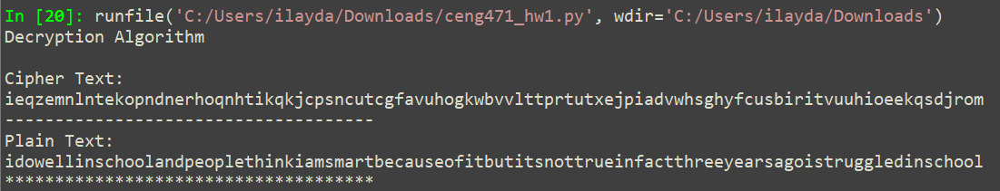 In [20]: runfile('C:/Users/ilayda/Downloads/ceng471_hw1.py', wdir='C:/Users/ilayda/Downloads')
Decryption Algorithm
Cipher Text:
ieqzemnlntekopndnerhoqnhtikqkjcpsncutcgfavuhogkwbvvlttprtutxejpiadvwhsghyfcusbiritvuuhioeekqsdjrom
-------------------------------------
Plain Text:
idowellinschoolandpeoplethinkiamsmartbecauseofitbutitsnottrueinfactthreeyearsagoistruggledinschool
*************************************